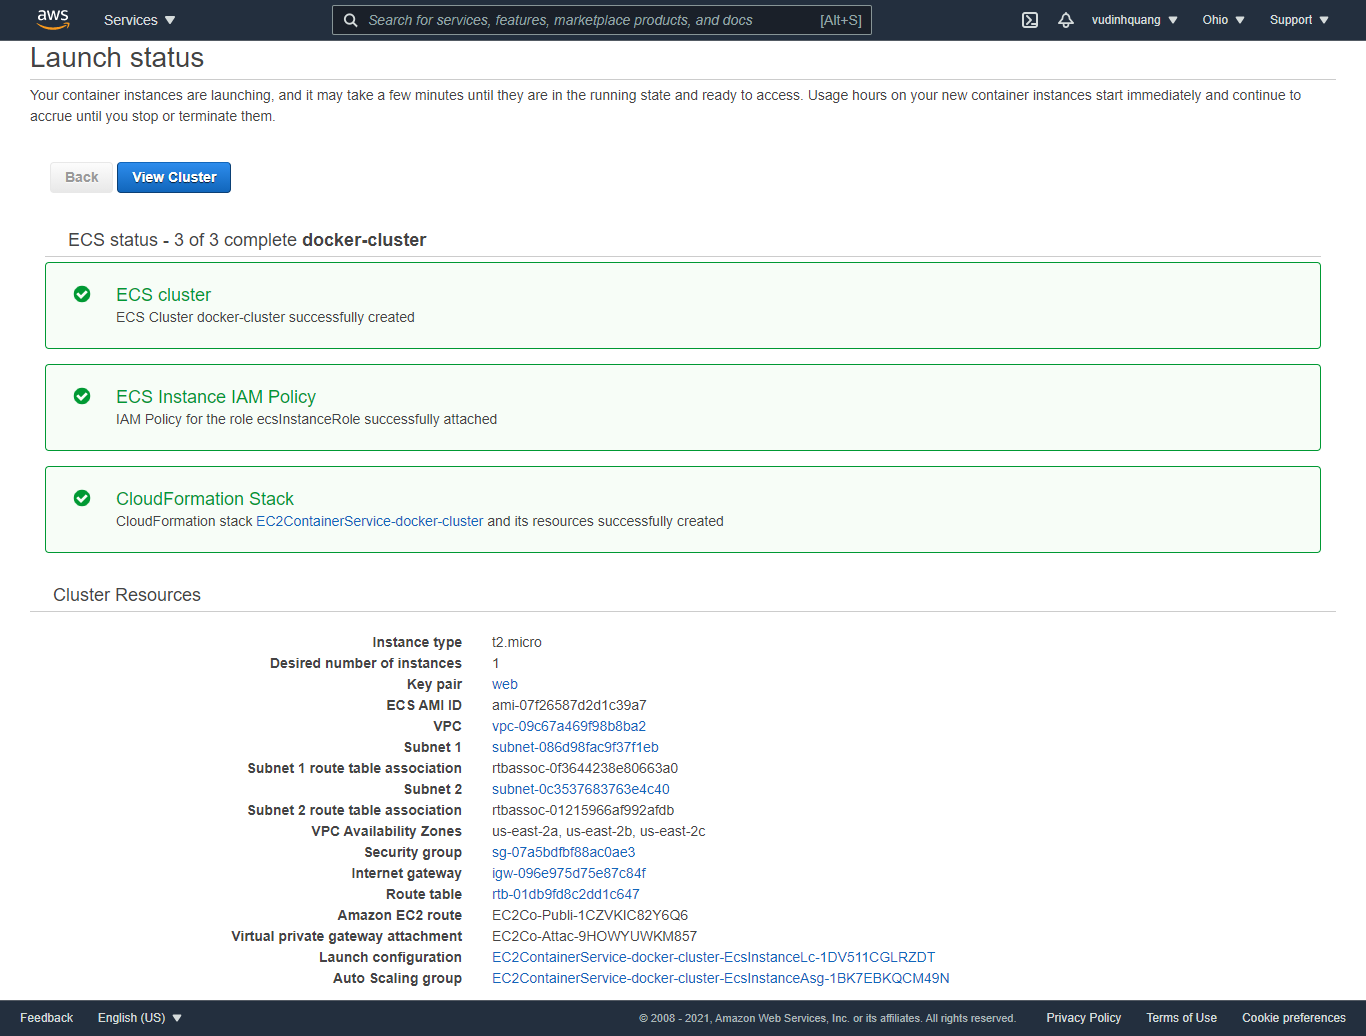 aws Services Search for services, features, marketplace products, and docs [Alt+S] vudinhquang Ohio Support
Launch status
Your container instances are launching, and it may take a few minutes until they are in the running state and ready to access. Usage hours on your new container instances start immediately and continue to
accrue until you stop or terminate them.
Back View Cluster
ECS status - 3 of 3 complete docker-cluster
ECS cluster
ECS Cluster docker-cluster successfully created
ECS Instance IAM Policy
IAM Policy for the role ecsInstanceRole successfully attached
CloudFormation Stack
CloudFormation stack EC2ContainerService-docker-cluster and its resources successfully created
Cluster Resources
Instance type t2.micro
Desired number of instances 1
Key pair web
ECS AMI ID ami-07f26587d2d1c39a7
VPC vpc-09c67a469f98b8ba2
Subnet 1 subnet-086d98fac9f37f1eb
Subnet 1 route table association rtbassoc-0f3644238e80663a0
Subnet 2 subnet-0c3537683763e4c40
Subnet 2 route table association rtbassoc-01215966af992afdb
VPC Availability Zones us-east-2a, us-east-2b, us-east-2c
Security group sg-07a5bdfbf88ac0ae3
Internet gateway igw-096e975d75e87c84f
Route table rtb-01db9fd8c2dd1c647
Amazon EC2 route EC2Co-Publi-1CZVKIC82Y6Q6
Virtual private gateway attachment EC2Co-Attac-9HOWYUWKM857
Launch configuration EC2ContainerService-docker-cluster-EcsInstanceLc-1DV511CGLRZDT
Auto Scaling group EC2ContainerService-docker-cluster-EcsInstanceAsg-1BK7EBKQCM49N
Feedback English (US) © 2008 - 2021, Amazon Web Services, Inc. or its affiliates. All rights reserved. Privacy Policy Terms of Use Cookie preferences